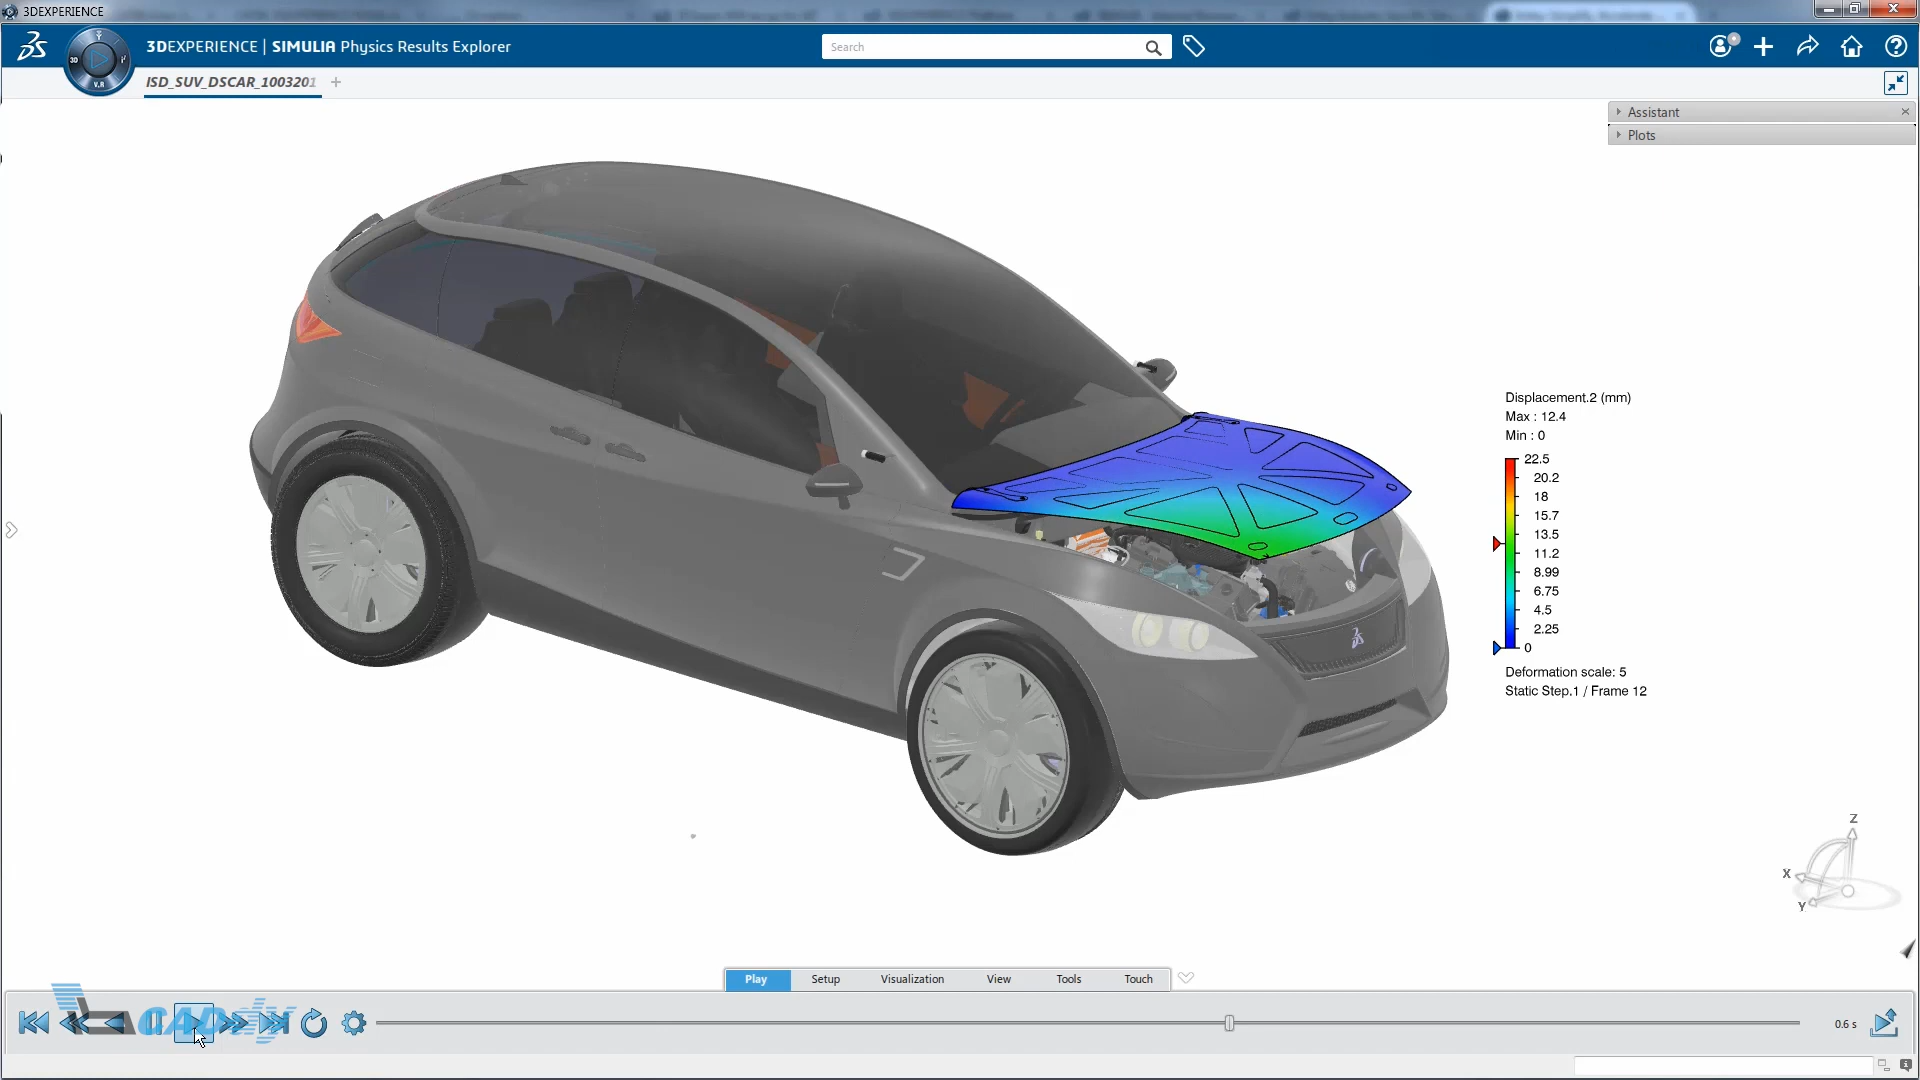 3DEXPERIENCE
3DEXPERIENCE | SIMULIA Physics Results Explorer
Search
3D
V.R
ISD_SUV_DSCAR_1003201
Assistant
Plots
Displacement.2 (mm)
Max : 12.4
Min : 0
22.5
20.2
18
15.7
13.5
11.2
8.99
6.75
4.5
2.25
0
Deformation scale: 5
Static Step.1 / Frame 12
Z
X
Y
Play
Setup
Visualization
View
Tools
Touch
0.6 s